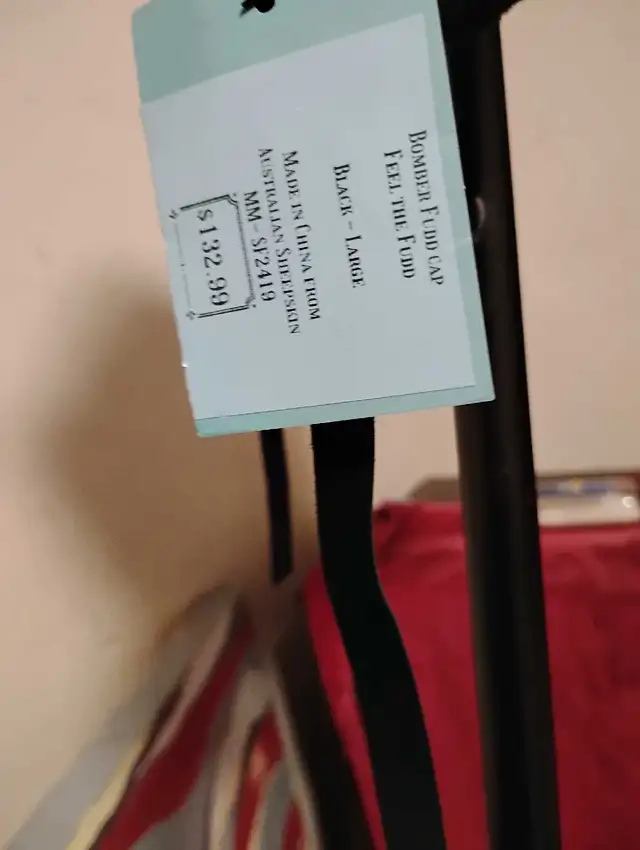 BOMBER FUDD CAP
FEEL THE FUDD
BLACK - LARGE
MADE IN CHINA FROM
AUSTRALIAN SHEEPSKIN
MM- SF2419
$132.99